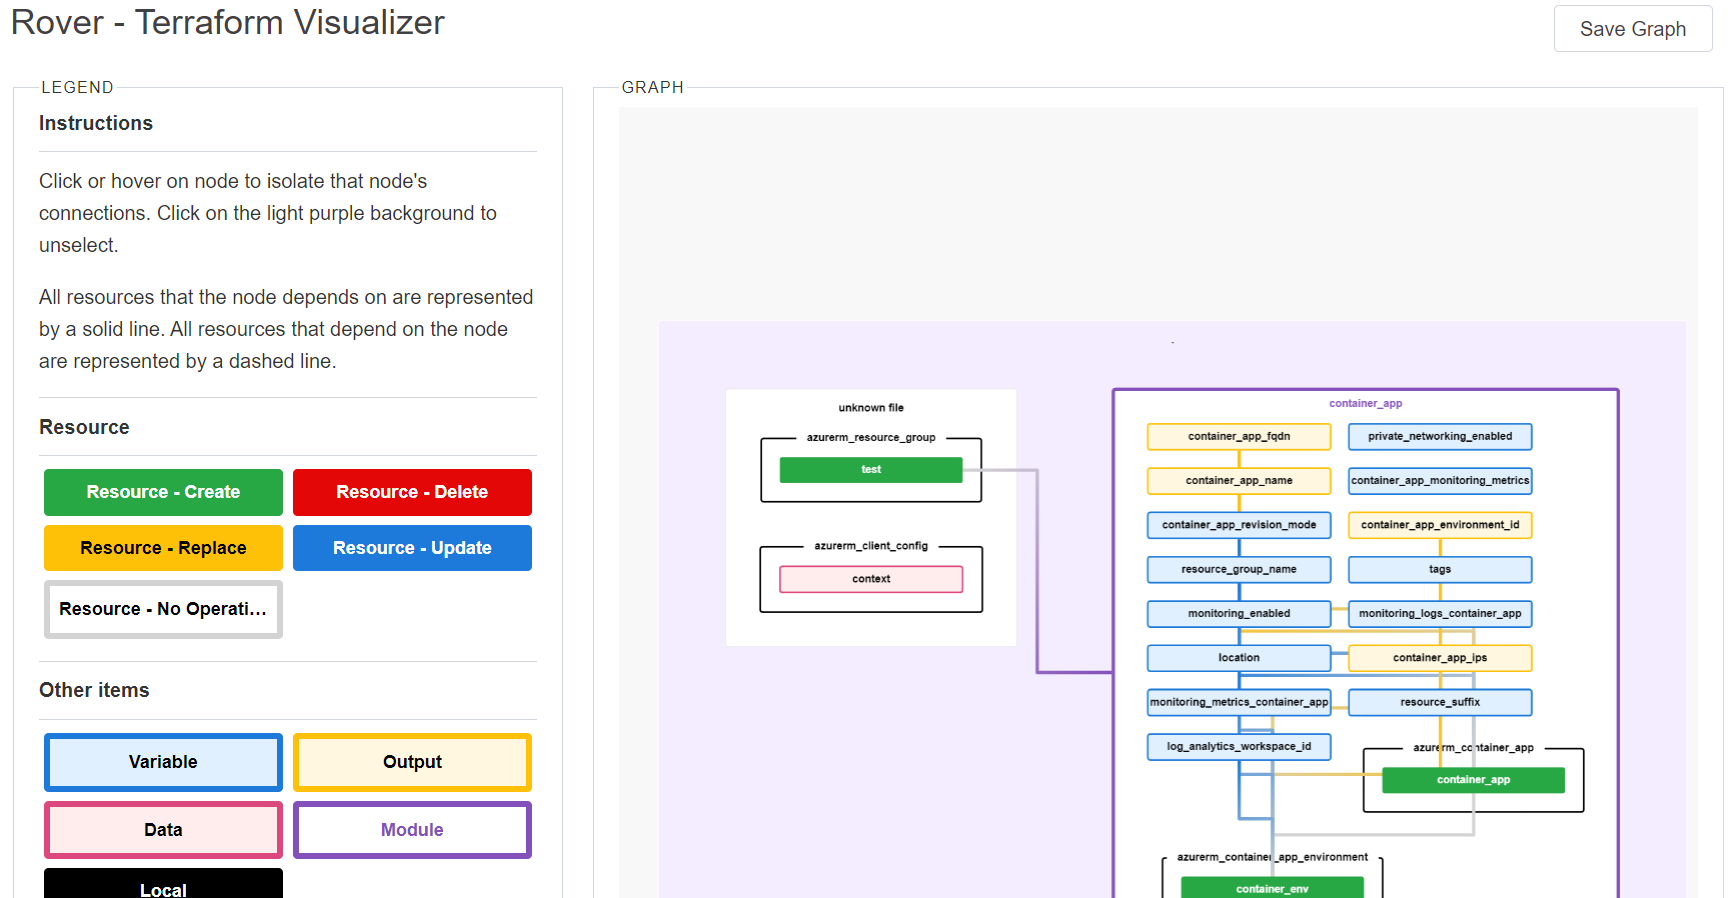 Rover - Terraform Visualizer
Save Graph
LEGEND
Instructions
Click or hover on node to isolate that node's
connections. Click on the light purple background to
unselect.
All resources that the node depends on are represented
by a solid line. All resources that depend on the node
are represented by a dashed line.
Resource
Resource - Create
Resource - Delete
Resource - Replace
Resource - Update
Resource - No Operati...
Other items
Variable
Output
Data
Module
Local
GRAPH
unknown file
azurerm_resource_group
test
azurerm_client_config
context
container_app
container_app_fqdn
private_networking_enabled
container_app_name
container_app_monitoring_metrics
container_app_revision_mode
container_app_environment_id
resource_group_name
tags
monitoring_enabled
monitoring_logs_container_app
location
container_app_ips
monitoring_metrics_container_app
resource_suffix
log_analytics_workspace_id
azurerm_container_app
container_app
azurerm_container_app_environment
container_env